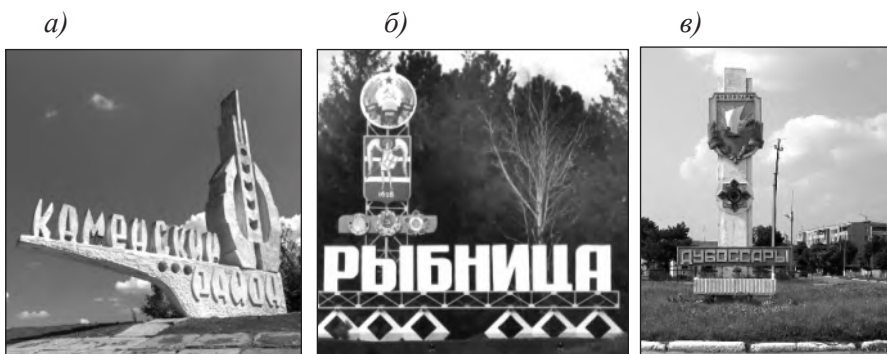 а)
б)
в)
КАМЕНСКИЙ
РАЙОН
1628
РЫБНИЦА
ДУБОССАРЫ